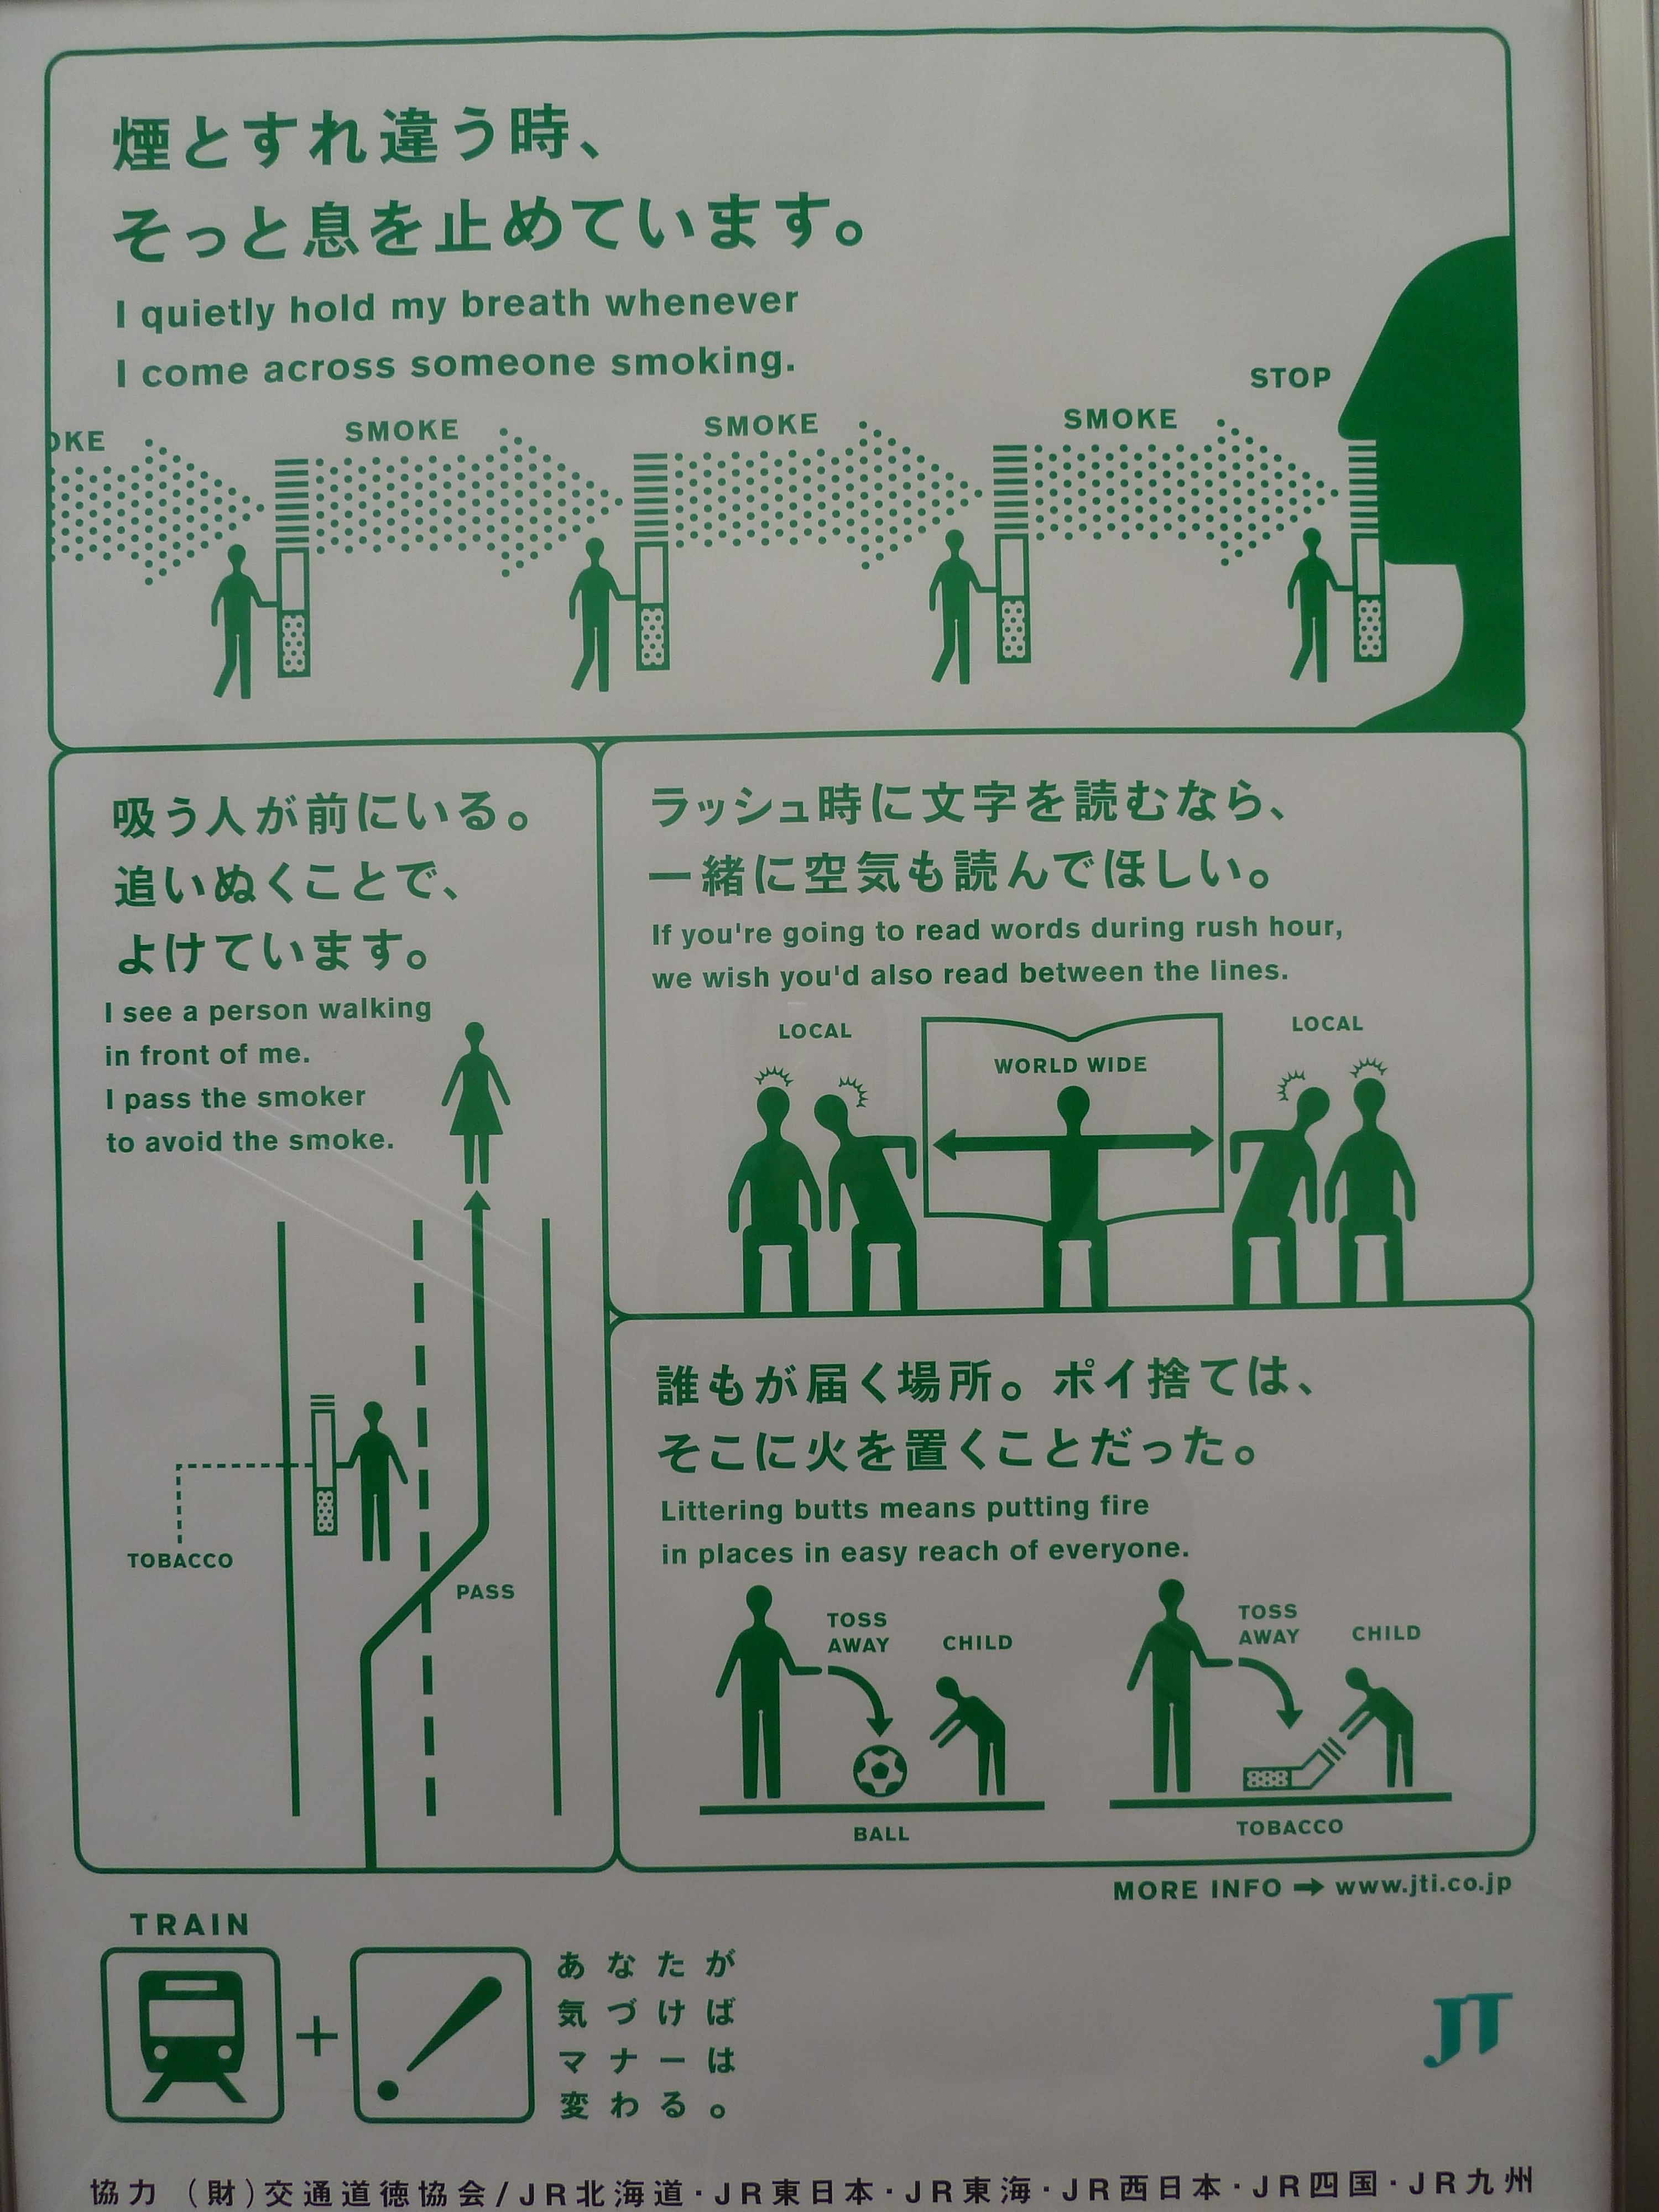 煙とすれ違う時、
そっと息を止めています。
I quietly hold my breath whenever
I come across someone smoking.
STOP
OKE
SMOKE
SMOKE
SMOKE
吸う人が前にいる。
追いぬくことで、
よけています。
I see a person walking
in front of me.
I pass the smoker
to avoid the smoke.
TOBACCO
PASS
ラッシュ時に文字を読むなら、
一緒に空気も読んでほしい。
If you're going to read words during rush hour,
we wish you'd also read between the lines.
LOCAL
WORLD WIDE
LOCAL
誰もが届く場所。ポイ捨ては、
そこに火を置くことだった。
Littering butts means putting fire
in places in easy reach of everyone.
TOSS
AWAY
CHILD
BALL
TOSS
AWAY
CHILD
TOBACCO
MORE INFO → www.jti.co.jp
TRAIN
+
あなたが
気づけば
マナーは
変わる。
JT
協力 (財)交通道徳協会/JR北海道・JR東日本・JR東海・JR西日本・JR四国・JR九州